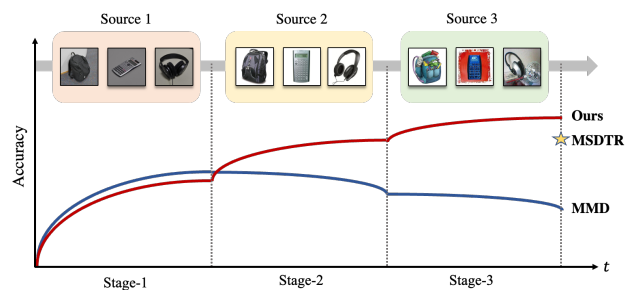 Source 1
Source 2
Source 3
Accuracy
Ours
MSDTR
MMD
Stage-1
Stage-2
Stage-3
t